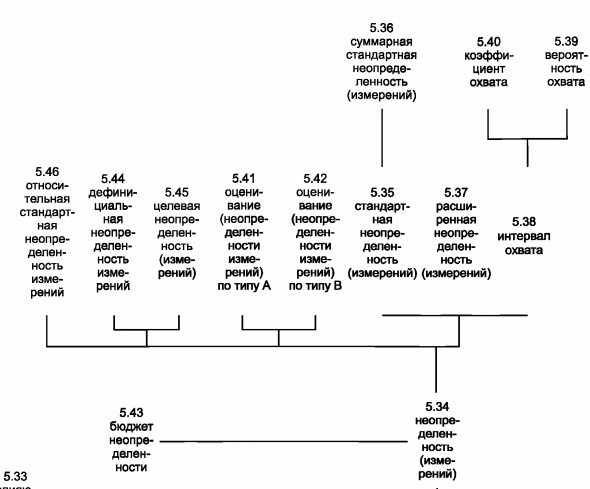 5.36
суммарная
стандартная
неопреде-
ленность
(измерений)
5.40
коэффи-
циент
охвата
5.39
вероят-
ность
охвата
5.46
относи-
тельная
стандарт-
ная
неопре-
делен-
ность
изме-
рений
5.44
дефини-
циаль-
ная
неопре-
делен-
ность
изме-
рений
5.45
целевая
неопре-
делен-
ность
(изме-
рений)
5.41
оцени-
вание
(неопре-
делен-
ности
изме-
рений)
по типу А
5.42
оцени-
вание
(неопре-
делен-
ности
изме-
рений)
по типу В
5.35
стандарт-
ная
неопре-
делен-
ность
(измерений)
5.37
расши-
ренная
неопре-
делен-
ность
(измерений)
5.38
интервал
охвата
5.43
бюджет
неопре-
делен-
ности
5.34
неопре-
делен-
ность
(изме-
рений)
5.33